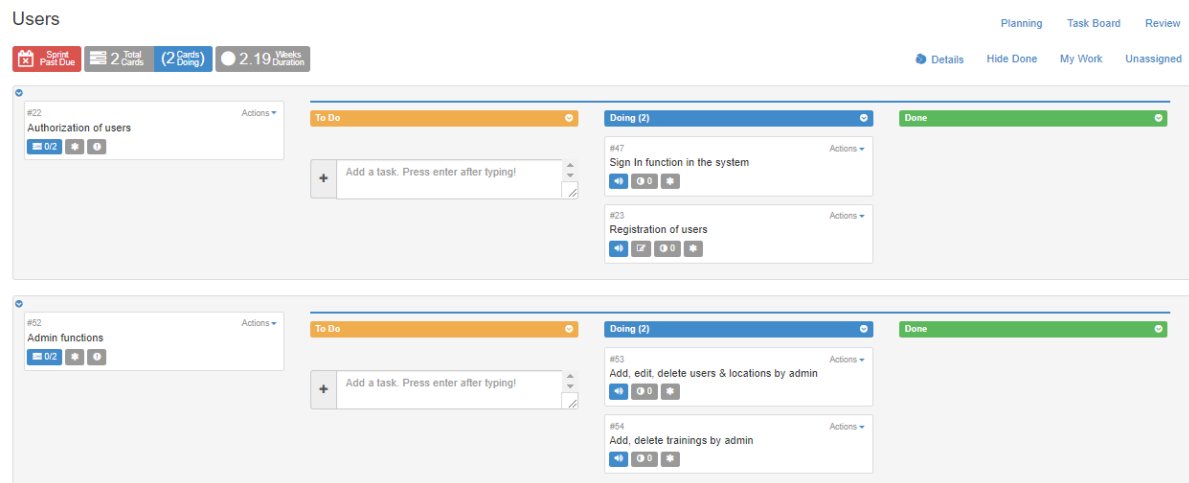 Users
Planning Task Board Review
Sprint Past Due 2 Total Cards (2 Cards Doing) 2.19 Weeks Duration
Details Hide Done My Work Unassigned
#22 Actions
Authorization of users
0/2
To Do
Add a task. Press enter after typing!
Doing (2)
#47 Actions
Sign In function in the system
0
#23 Actions
Registration of users
0
Done
#52 Actions
Admin functions
0/2
To Do
Add a task. Press enter after typing!
Doing (2)
#53 Actions
Add, edit, delete users & locations by admin
0
#54 Actions
Add, delete trainings by admin
0
Done